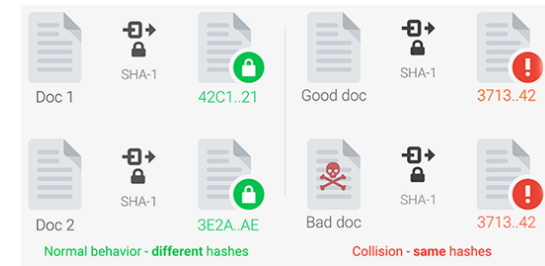 SHA-1
Doc 1
42C1..21
SHA-1
Good doc
3713..42
SHA-1
Doc 2
3E2A..AE
SHA-1
Bad doc
3713..42
Normal behavior - different hashes
Collision - same hashes